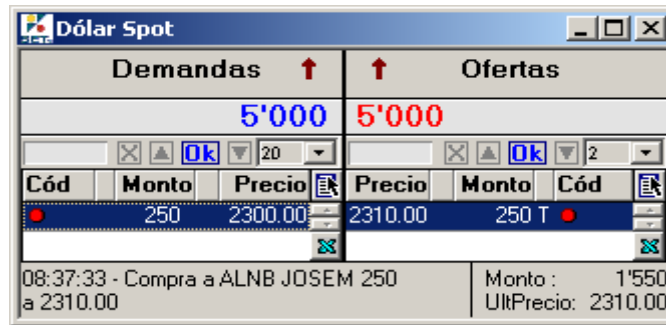 Dólar Spot
Demandas Ofertas
5'000 5'000
Ok 20 Ok 2
Cód Monto Precio Precio Monto Cód
250 2300.00 2310.00 250 T
08:37:33 - Compra a ALNB JOSEM 250
a 2310.00
Monto : 1'550
UltPrecio: 2310.00